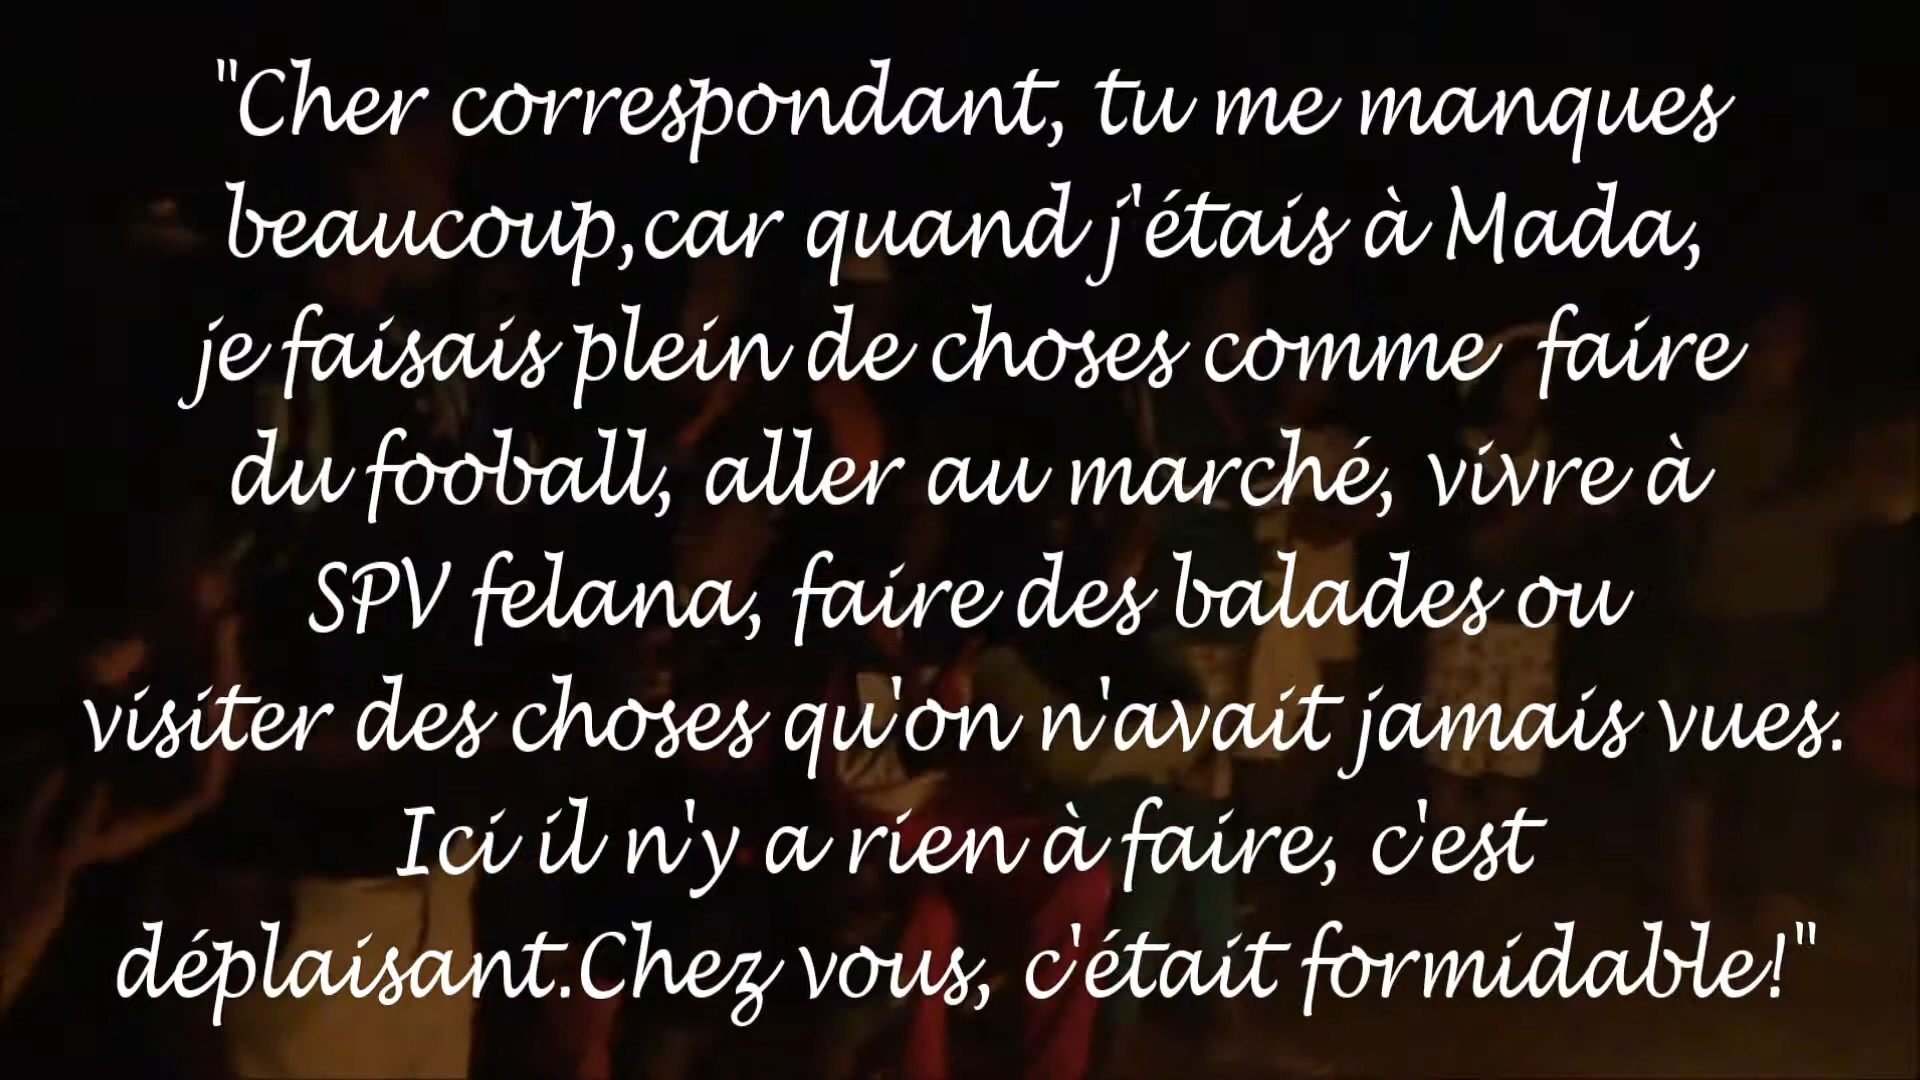 "Cher correspondant, tu me manques
beaucoup,car quand j'étais à Mada,
je faisais plein de choses comme  faire
du fooball, aller au marché, vivre à
SPV felana, faire des balades ou
visiter des choses qu'on n'avait jamais vues.
Ici il n'y a rien à faire, c'est
déplaisant.Chez vous, c'était formidable!"